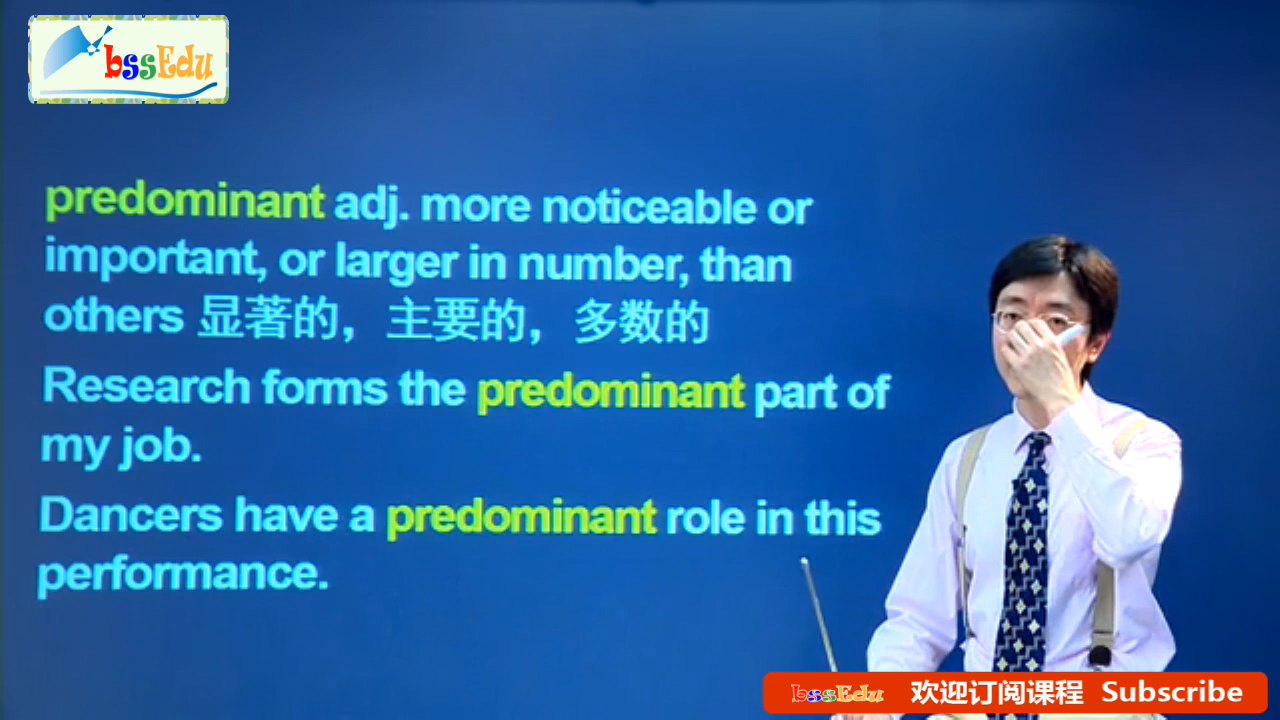 bssEdu
predominant adj. more noticeable or
important, or larger in number, than
others 显著的，主要的，多数的
Research forms the predominant part of
my job.
Dancers have a predominant role in this
performance.
bssEdu 欢迎订阅课程 Subscribe